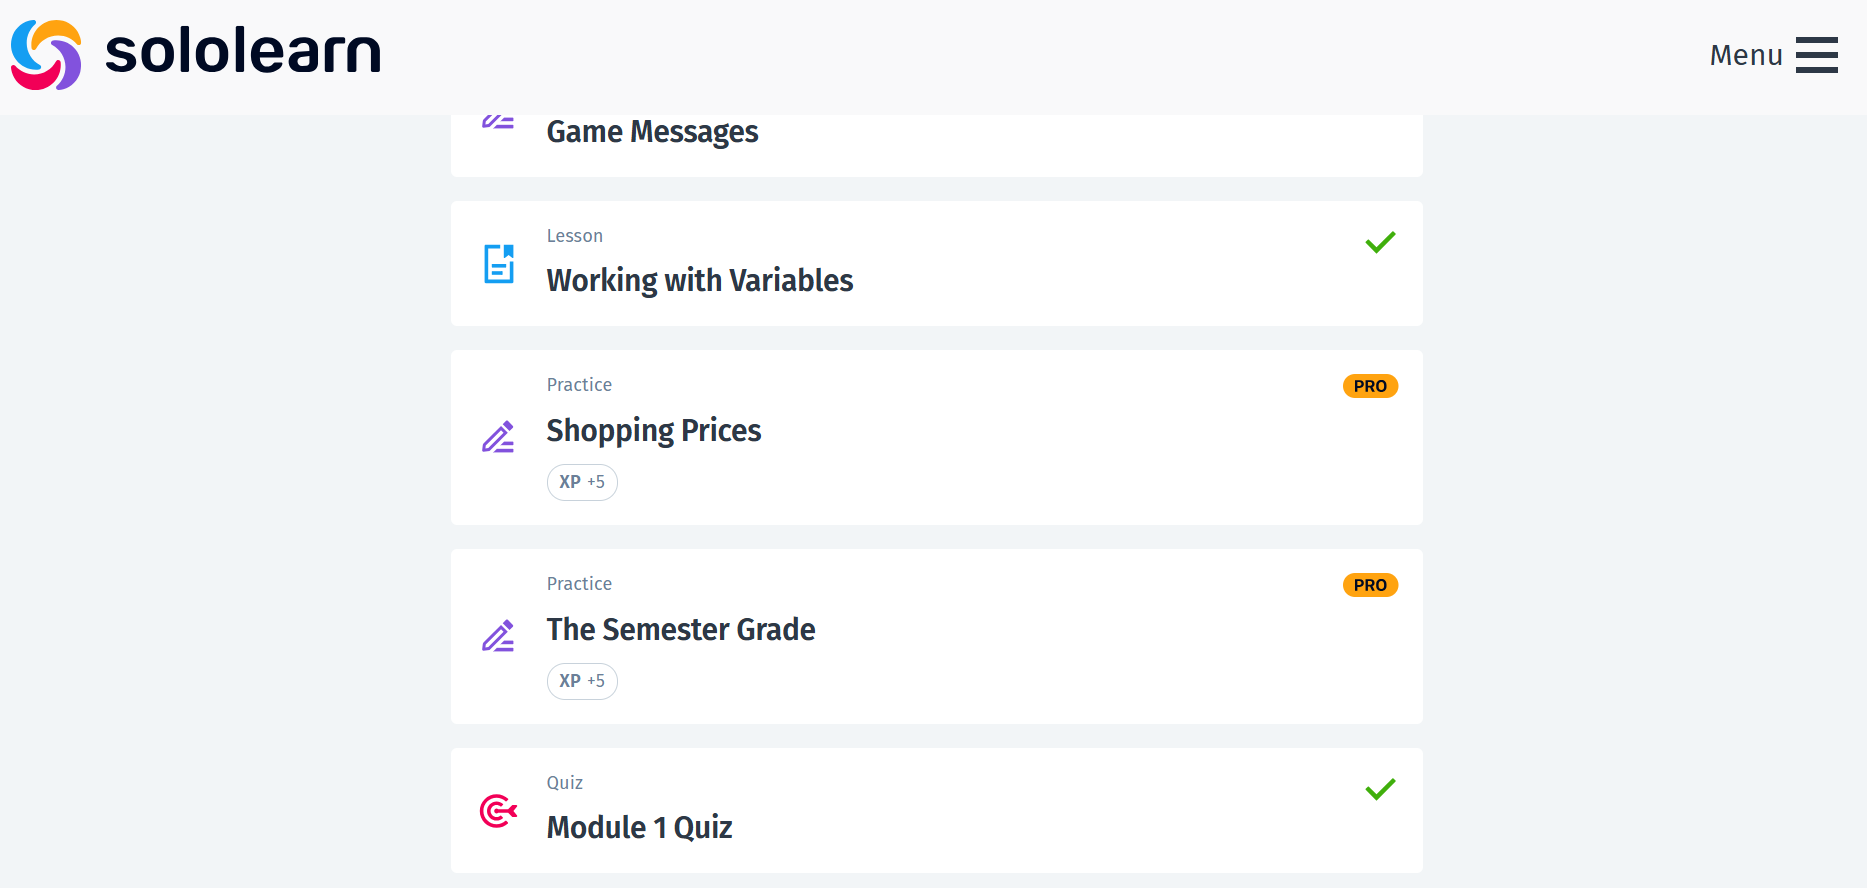 sololearn
Menu
Game Messages
Lesson
Working with Variables
Practice
PRO
Shopping Prices
XP +5
Practice
PRO
The Semester Grade
XP +5
Quiz
Module 1 Quiz